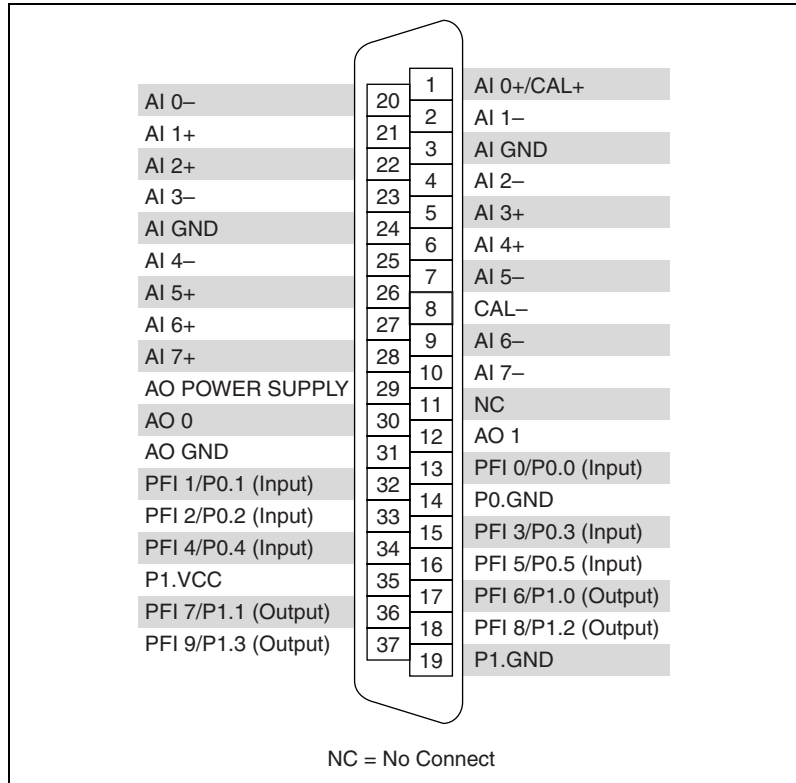 AI 0–
AI 1+
AI 2+
AI 3–
AI GND
AI 4–
AI 5+
AI 6+
AI 7+
AO POWER SUPPLY
AO 0
AO GND
PFI 1/P0.1 (Input)
PFI 2/P0.2 (Input)
PFI 4/P0.4 (Input)
P1.VCC
PFI 7/P1.1 (Output)
PFI 9/P1.3 (Output)
20
21
22
23
24
25
26
27
28
29
30
31
32
33
34
35
36
37
1
2
3
4
5
6
7
8
9
10
11
12
13
14
15
16
17
18
19
AI 0+/CAL+
AI 1–
AI GND
AI 2–
AI 3+
AI 4+
AI 5–
CAL–
AI 6–
AI 7–
NC
AO 1
PFI 0/P0.0 (Input)
P0.GND
PFI 3/P0.3 (Input)
PFI 5/P0.5 (Input)
PFI 6/P1.0 (Output)
PFI 8/P1.2 (Output)
P1.GND
NC = No Connect